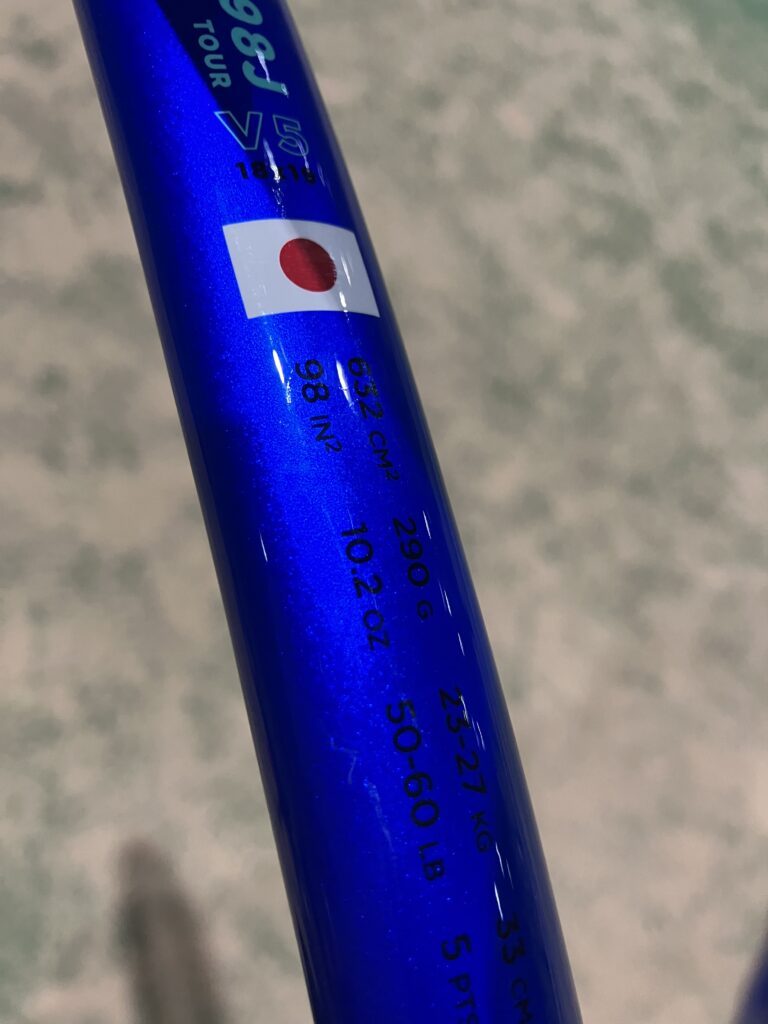 98J
TOUR
V5
632 CM² 290 G 23-27 KG 33 CM
98 IN² 10.2 OZ 50-60 LB 5 PTS